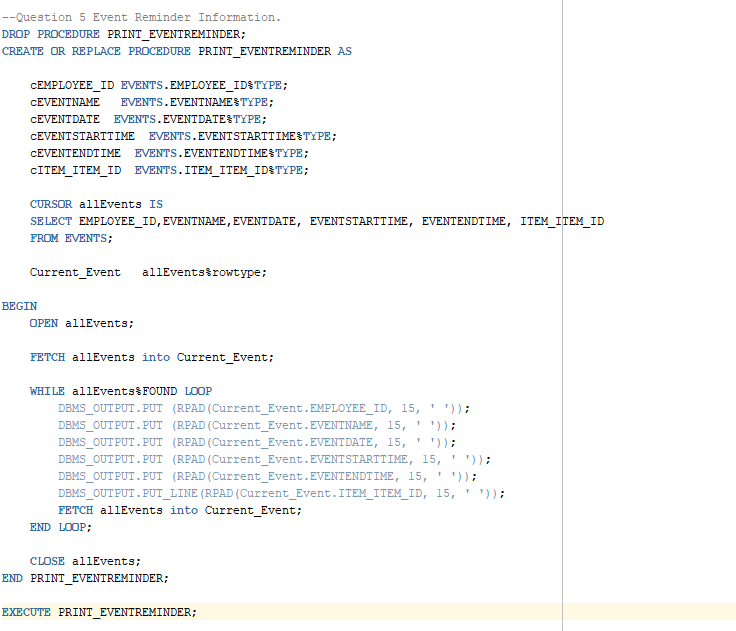 --Question 5 Event Reminder Information.
DROP PROCEDURE PRINT_EVENTREMINDER;
CREATE OR REPLACE PROCEDURE PRINT_EVENTREMINDER AS
cEMPLOYEE_ID EVENTS.EMPLOYEE_ID%TYPE;
cEVENTNAME EVENTS.EVENTNAME%TYPE;
cEVENTDATE EVENTS.EVENTDATE%TYPE;
cEVENTSTARTTIME EVENTS.EVENTSTARTTIME%TYPE;
cEVENTENDTIME EVENTS.EVENTENDTIME%TYPE;
cITEM_ITEM_ID EVENTS.ITEM_ITEM_ID%TYPE;
CURSOR allEvents IS
SELECT EMPLOYEE_ID,EVENTNAME,EVENTDATE, EVENTSTARTTIME, EVENTENDTIME, ITEM_ITEM_ID
FROM EVENTS;
Current_Event allEvents%rowtype;
BEGIN
OPEN allEvents;
FETCH allEvents into Current_Event;
WHILE allEvents%FOUND LOOP
DBMS_OUTPUT.PUT (RPAD(Current_Event.EMPLOYEE_ID, 15, ' '));
DBMS_OUTPUT.PUT (RPAD(Current_Event.EVENTNAME, 15, ' '));
DBMS_OUTPUT.PUT (RPAD(Current_Event.EVENTDATE, 15, ' '));
DBMS_OUTPUT.PUT (RPAD(Current_Event.EVENTSTARTTIME, 15, ' '));
DBMS_OUTPUT.PUT (RPAD(Current_Event.EVENTENDTIME, 15, ' '));
DBMS_OUTPUT.PUT_LINE(RPAD(Current_Event.ITEM_ITEM_ID, 15, ' '));
FETCH allEvents into Current_Event;
END LOOP;
CLOSE allEvents;
END PRINT_EVENTREMINDER;
EXECUTE PRINT_EVENTREMINDER;